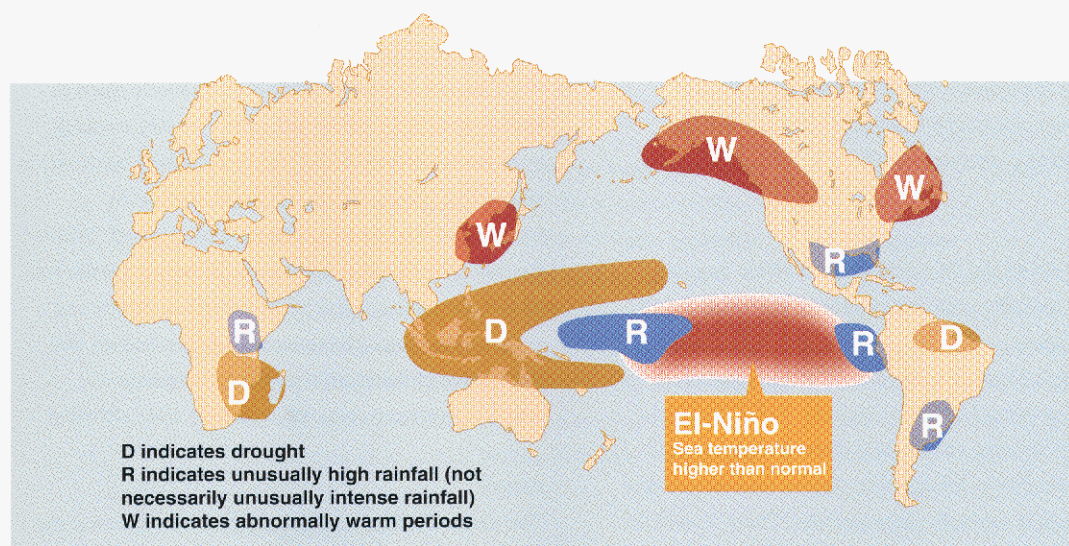 W
W
W
R
R
D
R
R
D
D
R
El-Niño
Sea temperature
higher than normal
D indicates drought
R indicates unusually high rainfall (not
necessarily unusually intense rainfall)
W indicates abnormally warm periods